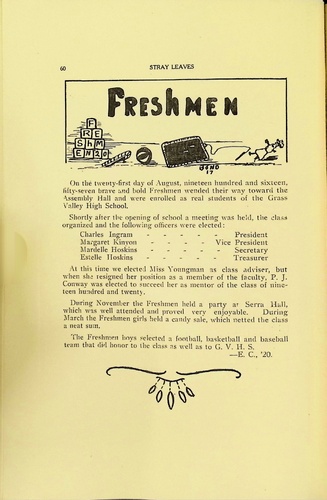 60
STRAY LEAVES
FRESHMEN
F
RE
ShM
EN20
17
On the twenty-first day of August, nineteen hundred and sixteen,
fifty-seven brave and bold Freshmen wended their way toward the
Assembly Hall and were enrolled as real students of the Grass
Valley High School.
Shortly after the opening of school a meeting was held, the class
organized and the following officers were elected:
Charles Ingram - - - - President
Margaret Kinyon - - - Vice President
Mardelle Hoskins - - - - Secretary
Estelle Hoskins - - - - Treasurer
At this time we elected Miss Youngman as class adviser, but
when she resigned her position as a member of the faculty, P. J.
Conway was elected to succeed her as mentor of the class of nine-
teen hundred and twenty.
During November the Freshmen held a party at Serra Hall,
which was well attended and proved very enjoyable. During
March the Freshmen girls held a candy sale, which netted the class
a neat sum.
The Freshmen boys selected a football, basketball and baseball
team that did honor to the class as well as to G. V. H. S.
—E. C., '20.